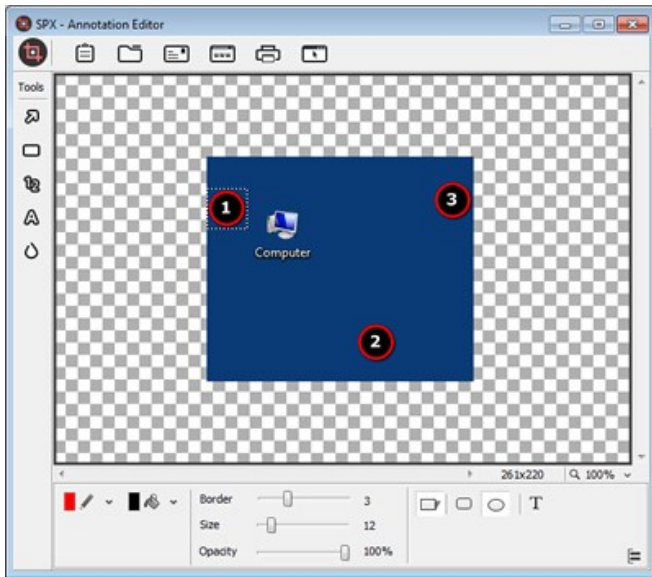 SPX - Annotation Editor
Tools
1
3
Computer
2
261x220 100%
Border 3
T
Size 12
Opacity 100%